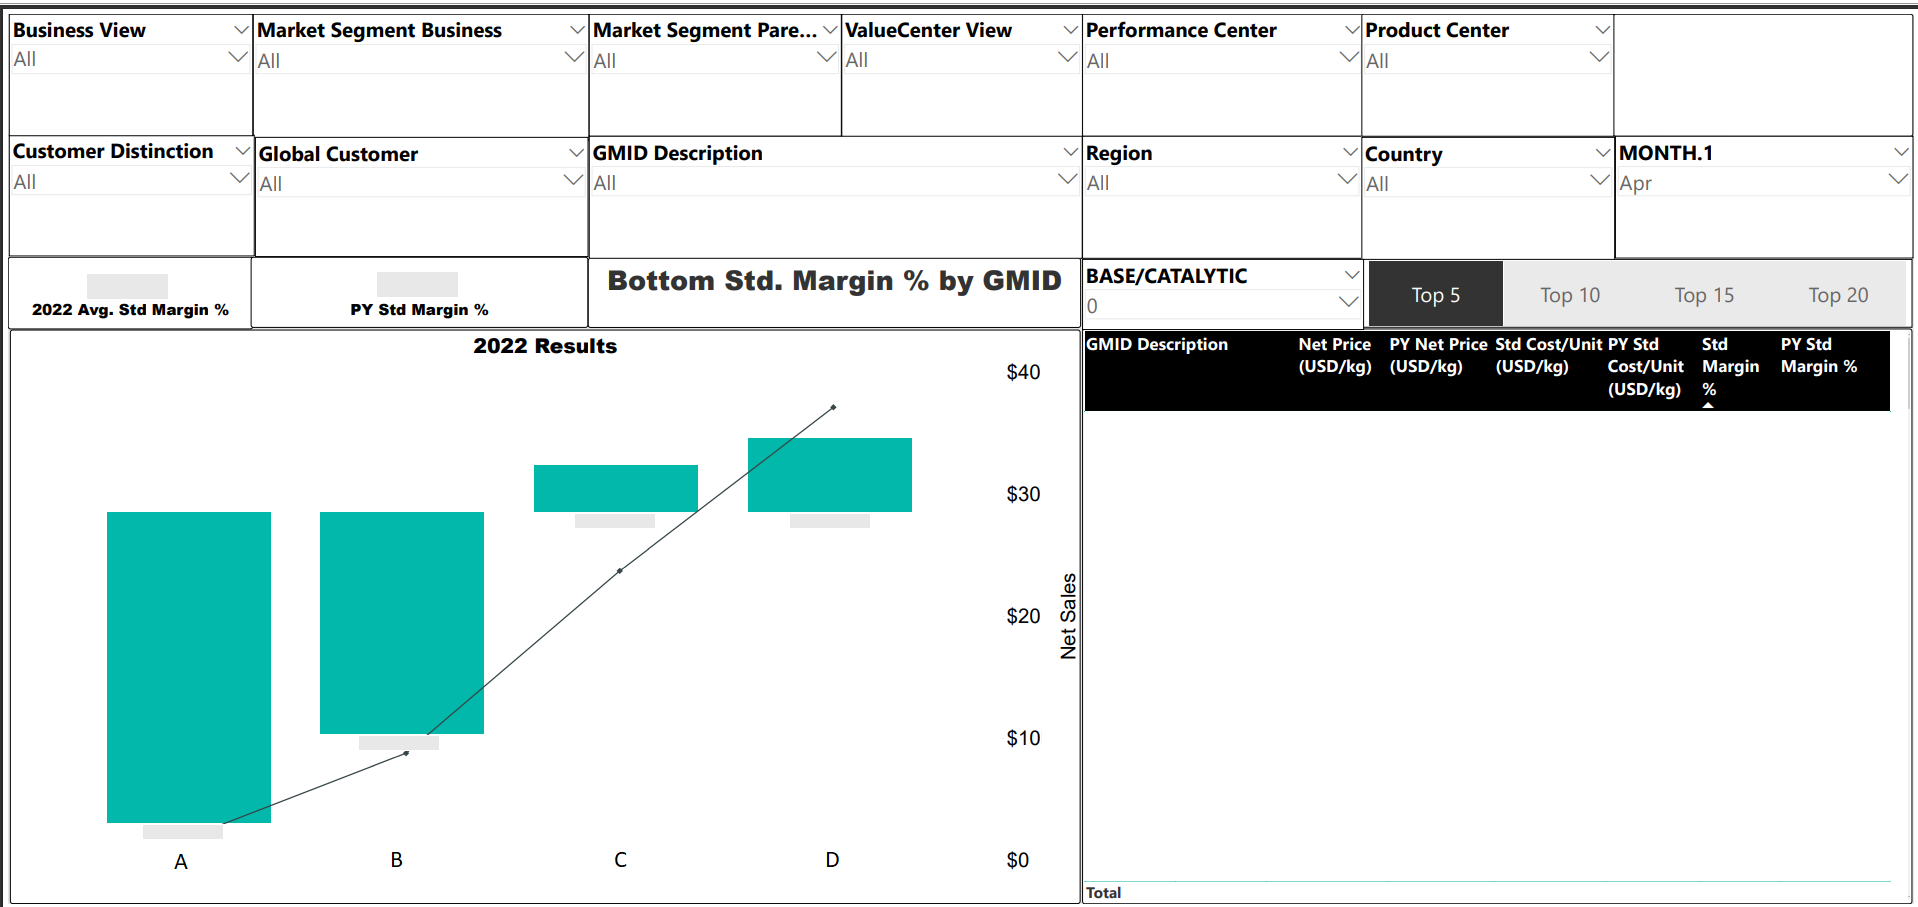 Business View
All
Market Segment Business
All
Market Segment Pare...
All
ValueCenter View
All
Performance Center
All
Product Center
All
Customer Distinction
All
Global Customer
All
GMID Description
All
Region
All
Country
All
MONTH.1
Apr
2022 Avg. Std Margin %
PY Std Margin %
Bottom Std. Margin % by GMID
BASE/CATALYTIC
0
Top 5
Top 10
Top 15
Top 20
2022 Results
$40
$30
$20
$10
$0
Net Sales
A
B
C
D
GMID Description
Net Price
(USD/kg)
PY Net Price
(USD/kg)
Std Cost/Unit
(USD/kg)
PY Std
Cost/Unit
(USD/kg)
Std
Margin
%
PY Std
Margin %
Total